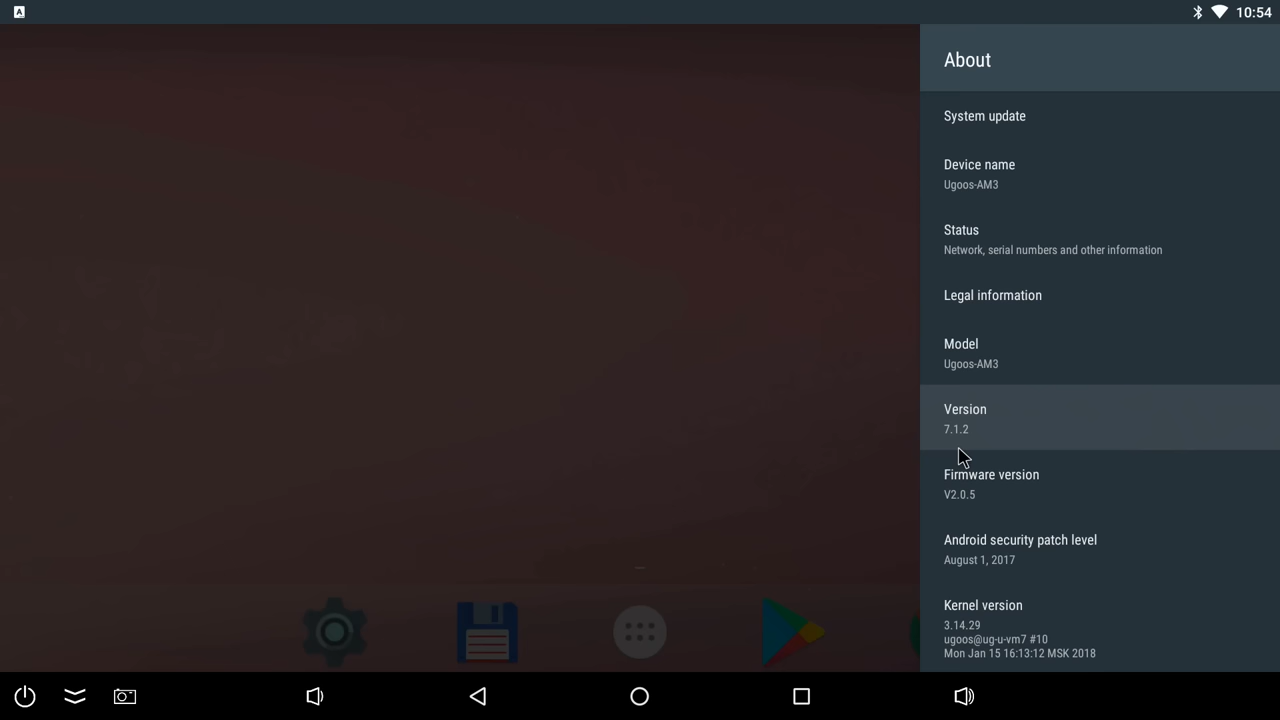 A
10:54
About
System update
Device name
Ugoos-AM3
Status
Network, serial numbers and other information
Legal information
Model
Ugoos-AM3
Version
7.1.2
Firmware version
V2.0.5
Android security patch level
August 1, 2017
Kernel version
3.14.29
ugoos@ug-u-vm7 #10
Mon Jan 15 16:13:12 MSK 2018